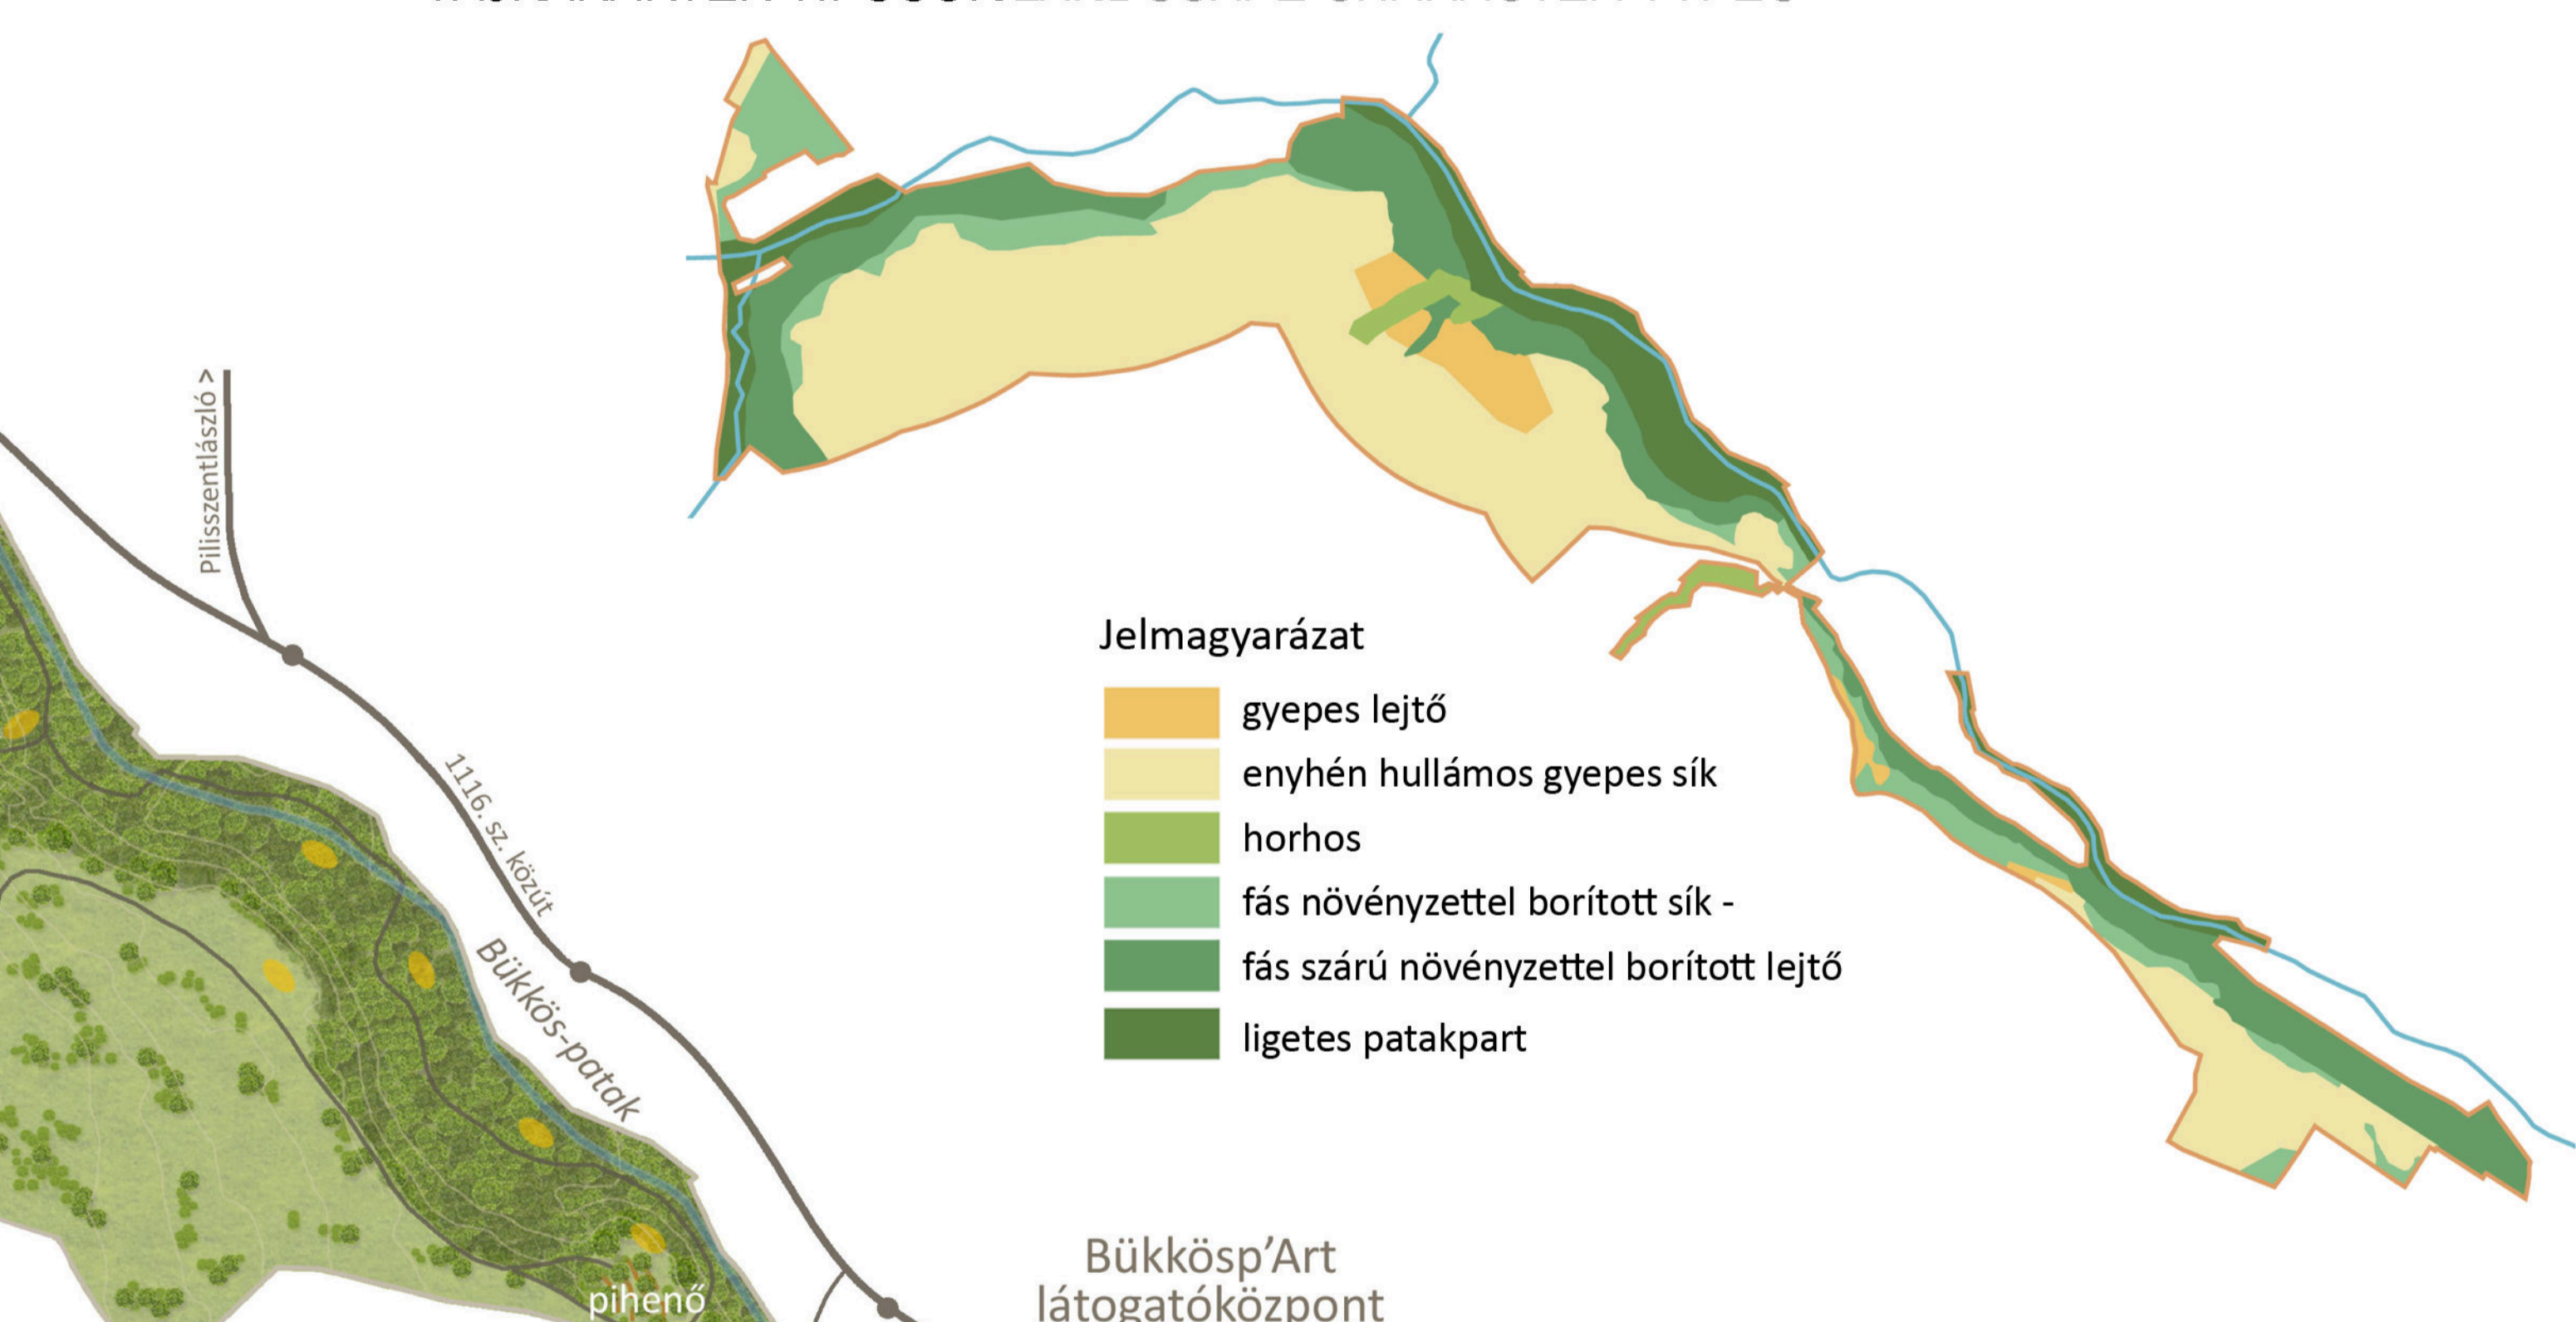 Pilisszentlászló >
1116. sz. közút
Bükkös-patak
pihenő
Jelmagyarázat
gyepes lejtő
enyhén hullámos gyepes sík
horhos
fás növényzettel borított sík -
fás szárú növényzettel borított lejtő
ligetes patakpart
Bükkösp'Art
látogatóközpont